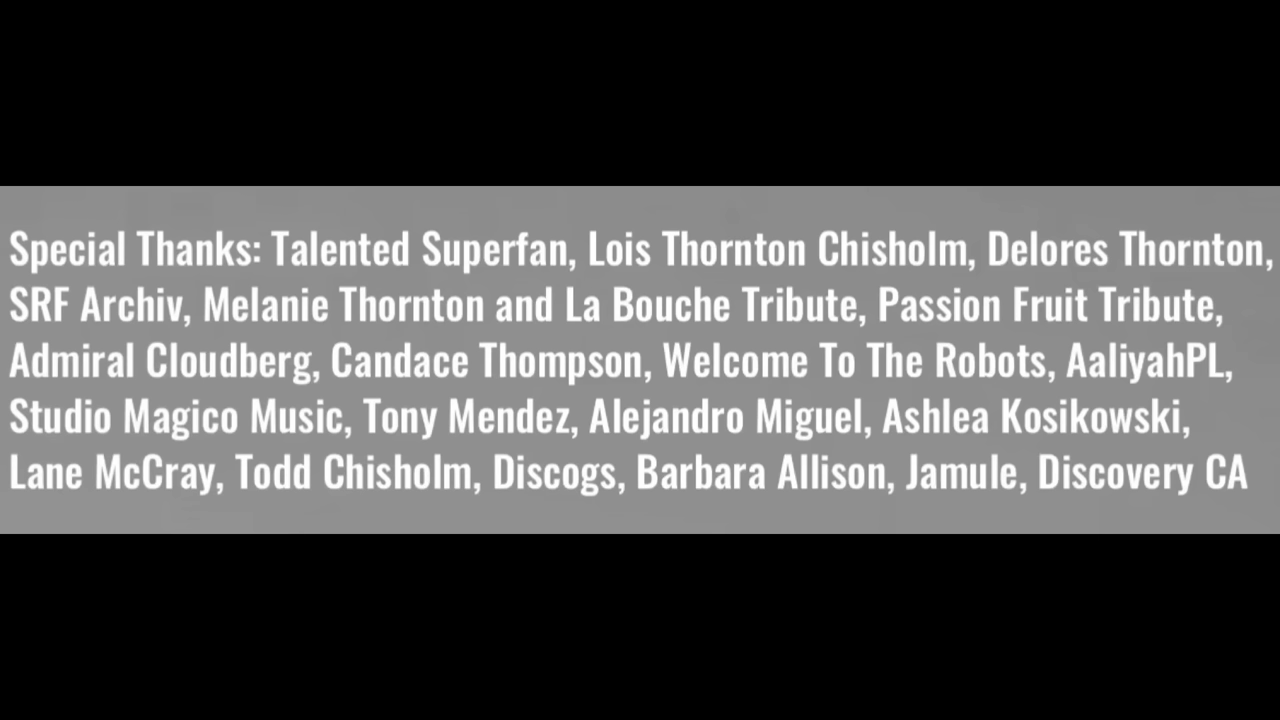 Special Thanks: Talented Superfan, Lois Thornton Chisholm, Delores Thornton,
SRF Archiv, Melanie Thornton and La Bouche Tribute, Passion Fruit Tribute,
Admiral Cloudberg, Candace Thompson, Welcome To The Robots, AaliyahPL,
Studio Magico Music, Tony Mendez, Alejandro Miguel, Ashlea Kosikowski,
Lane McCray, Todd Chisholm, Discogs, Barbara Allison, Jamule, Discovery CA